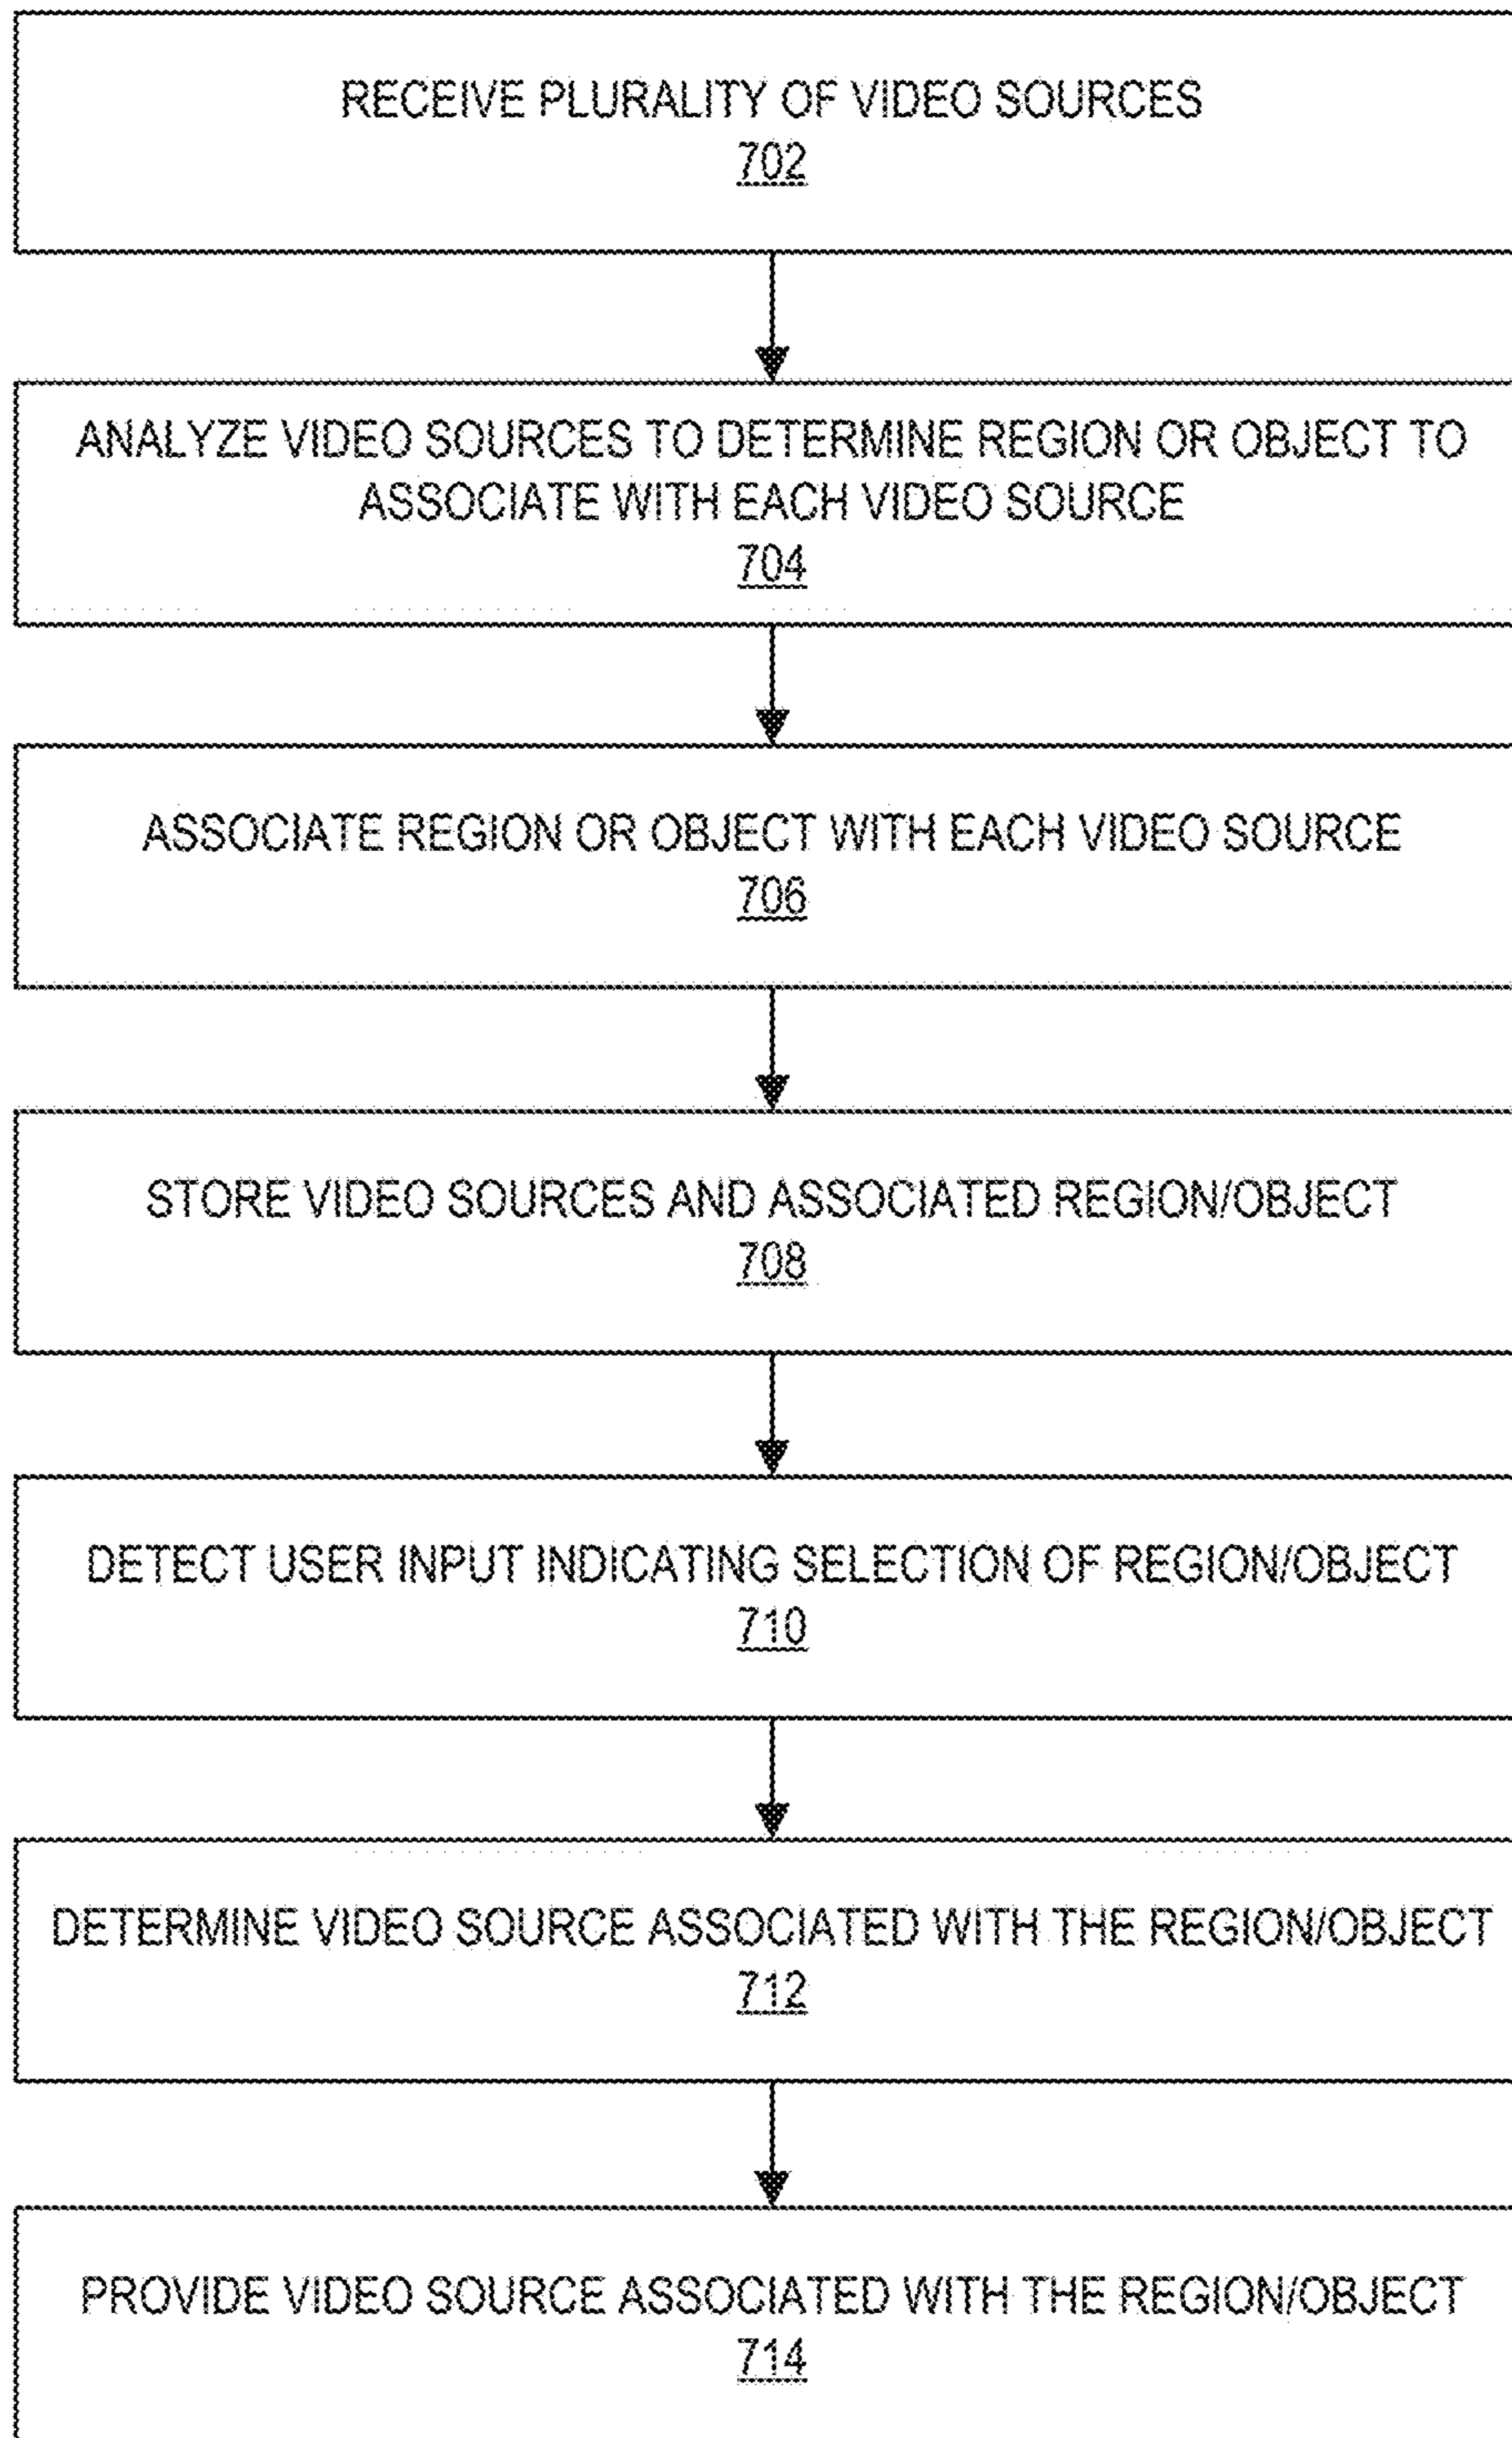 RECEIVE PLURALITY OF VIDEO SOURCES
702
ANALYZE VIDEO SOURCES TO DETERMINE REGION OR OBJECT TO
ASSOCIATE WITH EACH VIDEO SOURCE
704
ASSOCIATE REGION OR OBJECT WITH EACH VIDEO SOURCE
706
STORE VIDEO SOURCES AND ASSOCIATED REGION/OBJECT
708
DETECT USER INPUT INDICATING SELECTION OF REGION/OBJECT
710
DETERMINE VIDEO SOURCE ASSOCIATED WITH THE REGION/OBJECT
712
PROVIDE VIDEO SOURCE ASSOCIATED WITH THE REGION/OBJECT
714